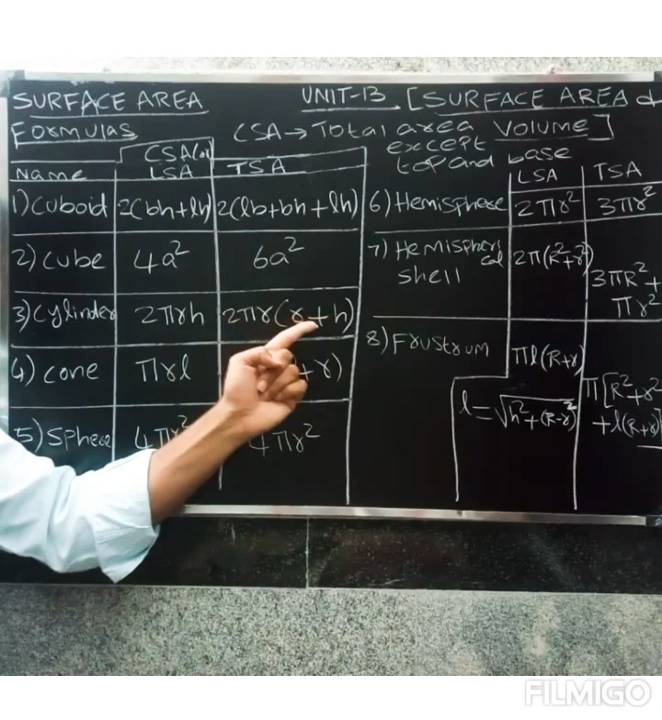 SURFACE AREA
Formulas
UNIT-13 [SURFACE AREA &
VOLUME]
CSA → Total area
except
top and base
Name CSA(or) LSA TSA
1) Cuboid 2(bh+lh) 2(lb+bh+lh)
2) Cube 4a² 6a²
3) Cylinder 2πrh 2πr(r+h)
4) Cone πrl +r)
5) Sphere 4πr² 4πr²
LSA TSA
6) Hemisphere 2πr² 3πr²
7) Hemispherical shell 2π(R²+r²) 3πR²+πr²
8) Frustrum πl(R+r) π[R²+r²+l(R+r)]
l = √h²+(R-r)²
FILMIGO